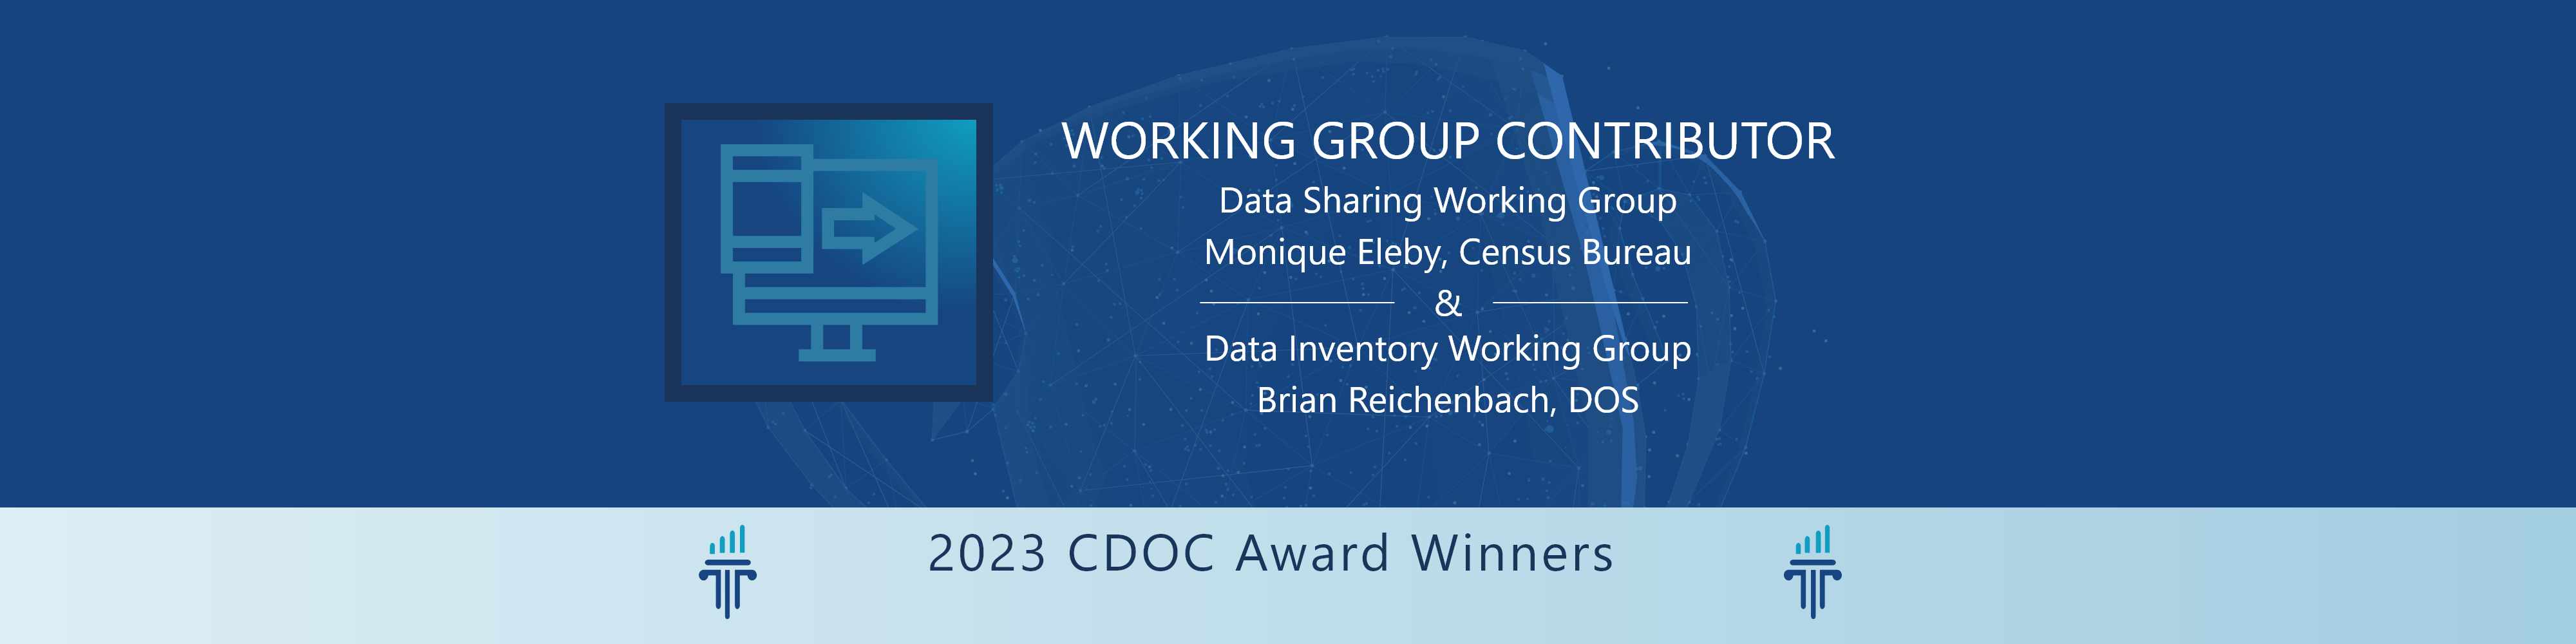 WORKING GROUP CONTRIBUTOR
Data Sharing Working Group
Monique Eleby, Census Bureau
&
Data Inventory Working Group
Brian Reichenbach, DOS
2023 CDOC Award Winners